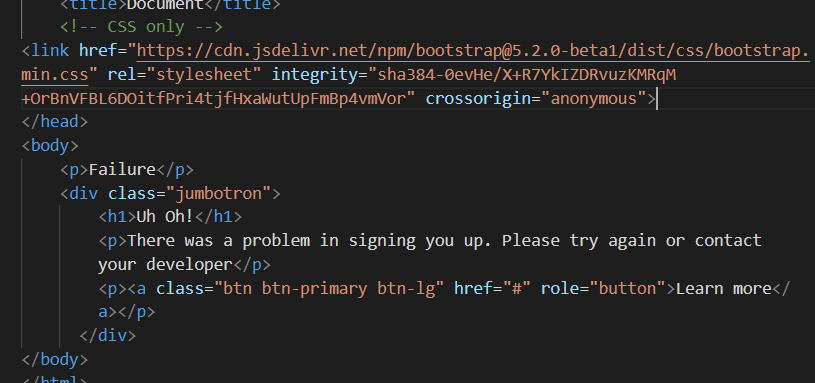 <title>Document</title>
<!-- CSS only -->
<link href="https://cdn.jsdelivr.net/npm/bootstrap@5.2.0-beta1/dist/css/bootstrap.
min.css" rel="stylesheet" integrity="sha384-0evHe/X+R7YkIZDRvuzKMRqM
+OrBnVFBL6DOitfPri4tjfHxaWutUpFmBp4vmVor" crossorigin="anonymous">
</head>
<body>
<p>Failure</p>
<div class="jumbotron">
<h1>Uh Oh!</h1>
<p>There was a problem in signing you up. Please try again or contact
your developer</p>
<p><a class="btn btn-primary btn-lg" href="#" role="button">Learn more</
a></p>
</div>
</body>
</html>